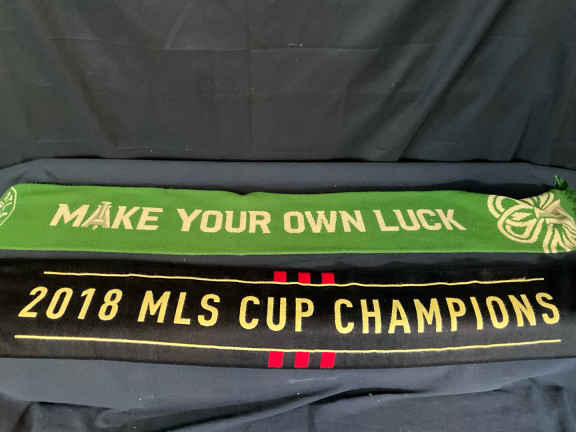 MAKE YOUR OWN LUCK
2018 MLS CUP CHAMPIONS